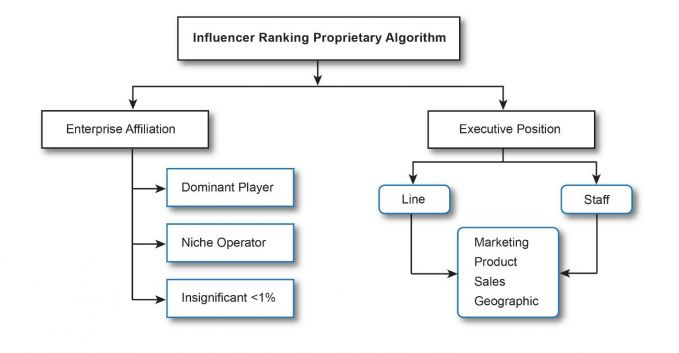 Influencer Ranking Proprietary Algorithm
Enterprise Affiliation
Executive Position
Dominant Player
Niche Operator
Insignificant <1%
Line
Staff
Marketing
Product
Sales
Geographic